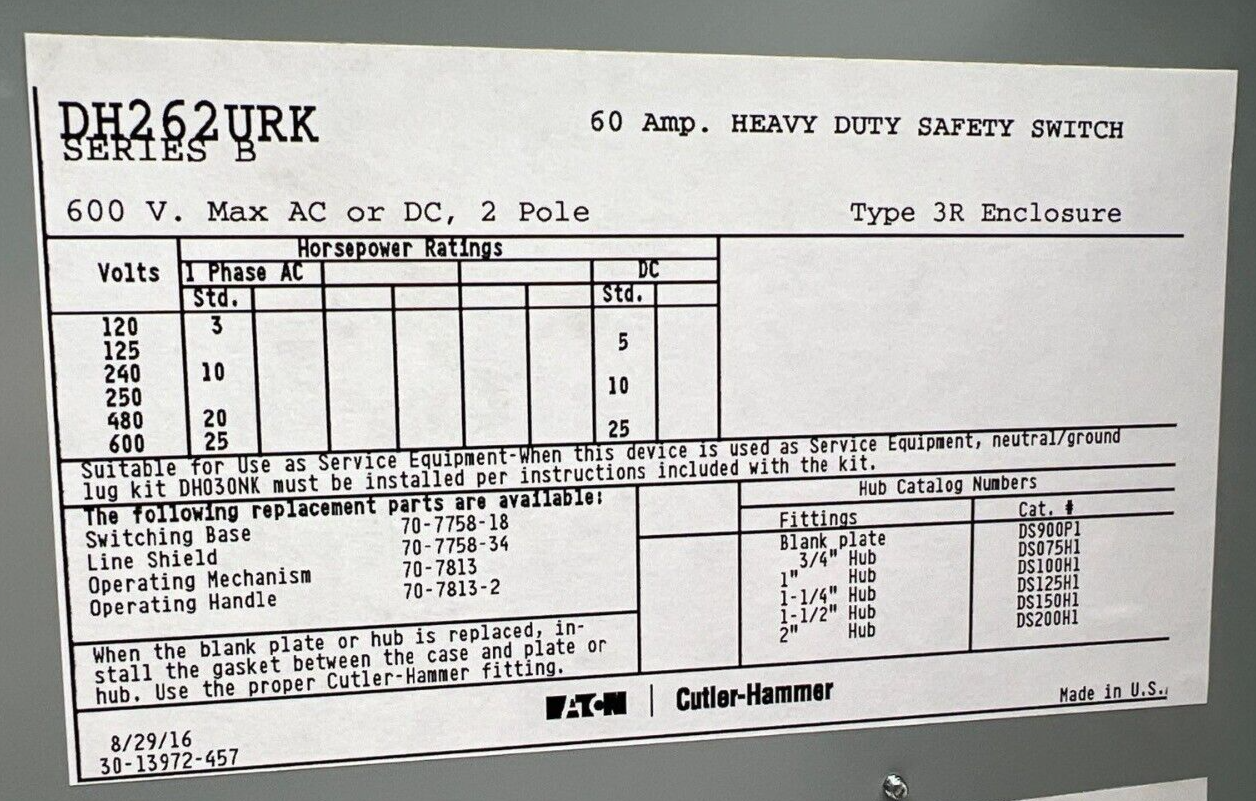 DH262URK
SERIES B
60 Amp. HEAVY DUTY SAFETY SWITCH
600 V. Max AC or DC, 2 Pole
Type 3R Enclosure
Horsepower Ratings
Volts 1 Phase AC DC
Std. Std.
120 3
125 5
240 10
250 10
480 20
600 25 25
Suitable for Use as Service Equipment-When this device is used as Service Equipment, neutral/ground
lug kit DH030NK must be installed per instructions included with the kit.
The following replacement parts are available:
Switching Base 70-7758-18
Line Shield 70-7758-34
Operating Mechanism 70-7813
Operating Handle 70-7813-2
When the blank plate or hub is replaced, in-
stall the gasket between the case and plate or
hub. Use the proper Cutler-Hammer fitting.
Hub Catalog Numbers
Fittings Cat. #
Blank plate DS900P1
3/4" Hub DS075H1
1" Hub DS100H1
1-1/4" Hub DS125H1
1-1/2" Hub DS150H1
2" Hub DS200H1
EATON | Cutler-Hammer
Made in U.S.
8/29/16
30-13972-457